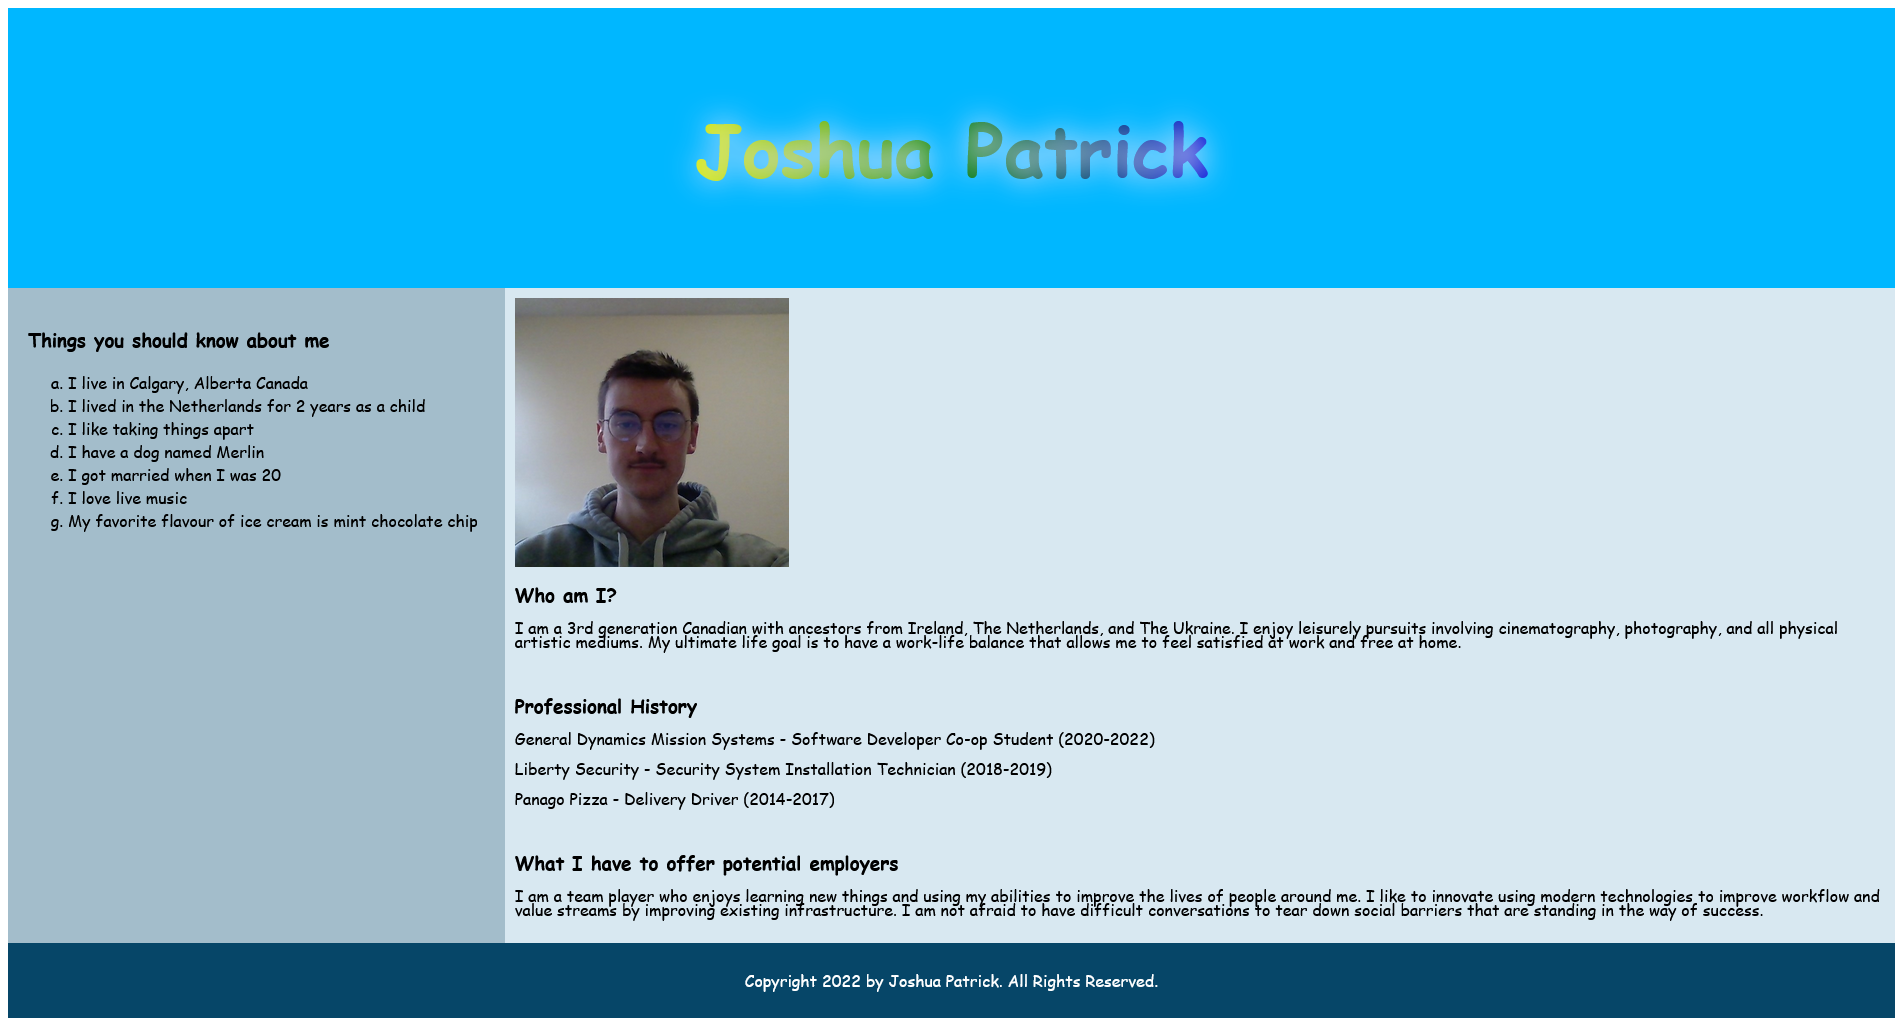 Joshua Patrick
Things you should know about me
a. I live in Calgary, Alberta Canada
b. I lived in the Netherlands for 2 years as a child
c. I like taking things apart
d. I have a dog named Merlin
e. I got married when I was 20
f. I love live music
g. My favorite flavour of ice cream is mint chocolate chip
Who am I?
I am a 3rd generation Canadian with ancestors from Ireland, The Netherlands, and The Ukraine. I enjoy leisurely pursuits involving cinematography, photography, and all physical
artistic mediums. My ultimate life goal is to have a work-life balance that allows me to feel satisfied at work and free at home.
Professional History
General Dynamics Mission Systems - Software Developer Co-op Student (2020-2022)
Liberty Security - Security System Installation Technician (2018-2019)
Panago Pizza - Delivery Driver (2014-2017)
What I have to offer potential employers
I am a team player who enjoys learning new things and using my abilities to improve the lives of people around me. I like to innovate using modern technologies to improve workflow and
value streams by improving existing infrastructure. I am not afraid to have difficult conversations to tear down social barriers that are standing in the way of success.
Copyright 2022 by Joshua Patrick. All Rights Reserved.